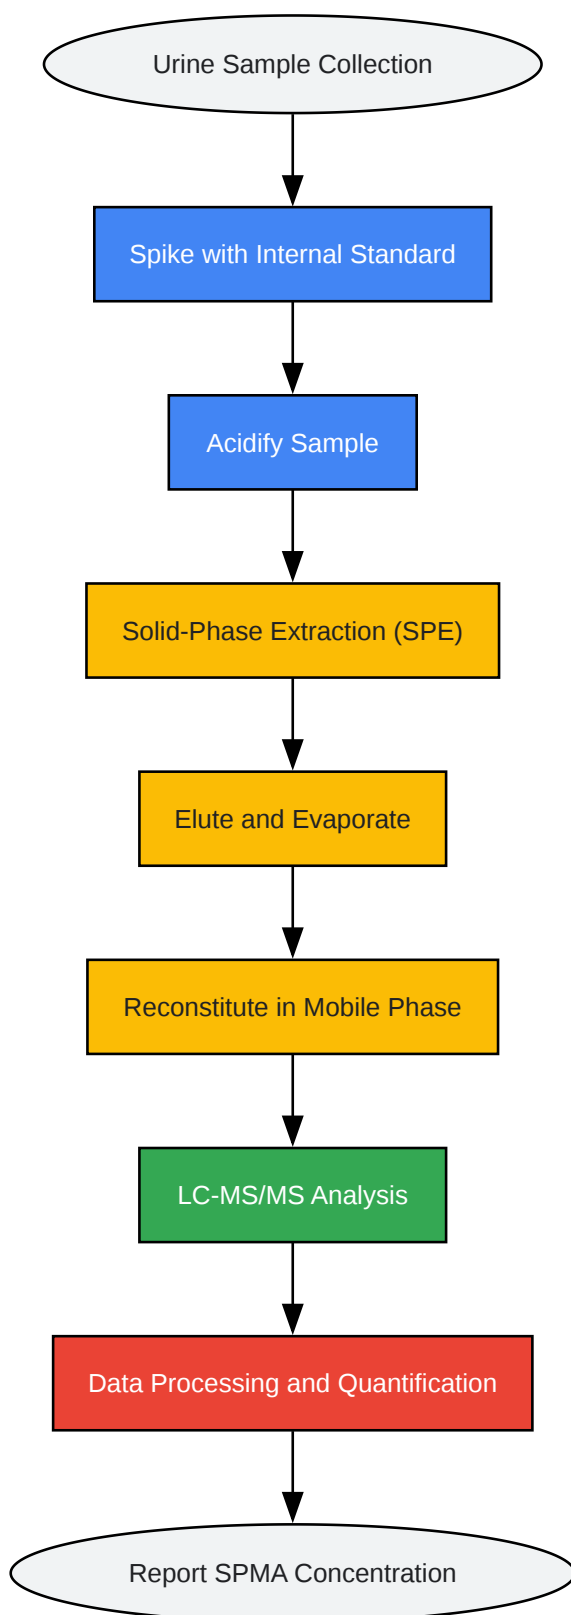 Urine Sample Collection
Spike with Internal Standard
Acidify Sample
Solid-Phase Extraction (SPE)
Elute and Evaporate
Reconstitute in Mobile Phase
LC-MS/MS Analysis
Data Processing and Quantification
Report SPMA Concentration